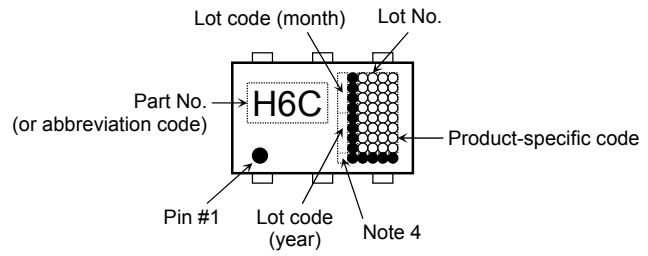 Lot code (month)
Lot No.
Part No.
(or abbreviation code)
H6C
Product-specific code
Pin #1
Lot code
(year)
Note 4